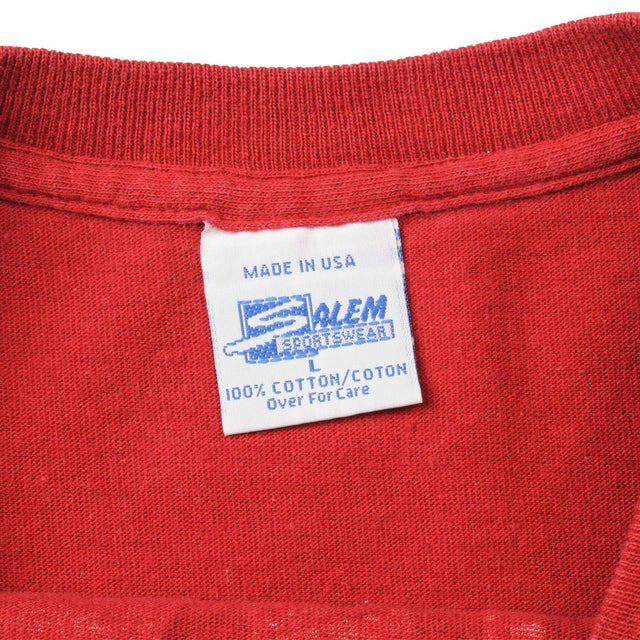 MADE IN USA
SALEM
SPORTSWEAR
L
100% COTTON/COTON
Over For Care